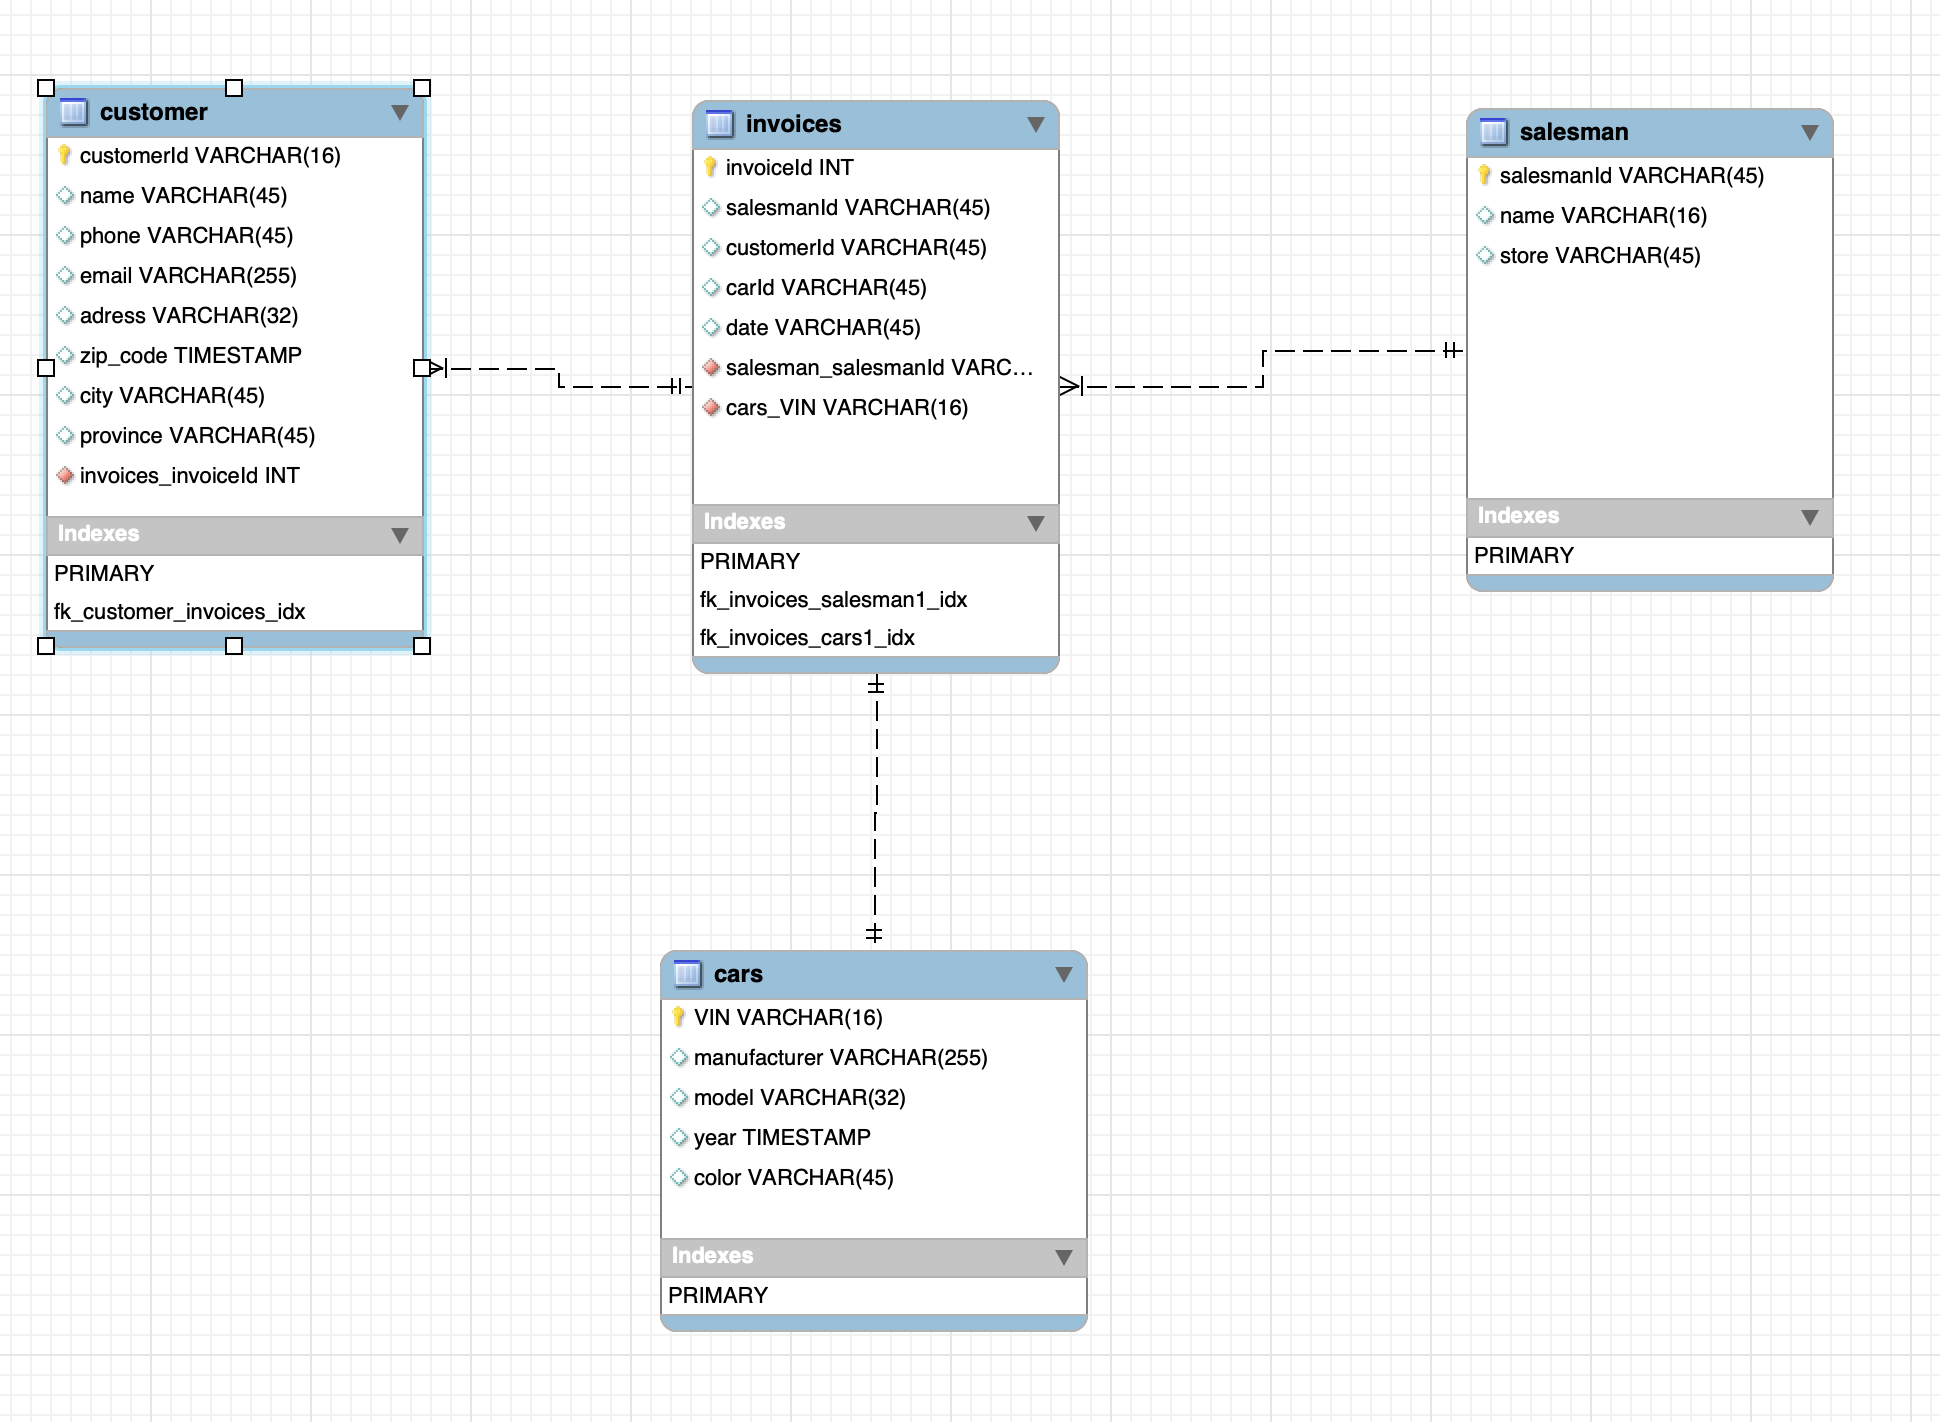 customer
customerId VARCHAR(16)
name VARCHAR(45)
phone VARCHAR(45)
email VARCHAR(255)
adress VARCHAR(32)
zip_code TIMESTAMP
city VARCHAR(45)
province VARCHAR(45)
invoices_invoiceId INT
Indexes
PRIMARY
fk_customer_invoices_idx
invoices
invoiceId INT
salesmanId VARCHAR(45)
customerId VARCHAR(45)
carId VARCHAR(45)
date VARCHAR(45)
salesman_salesmanId VARC...
cars_VIN VARCHAR(16)
Indexes
PRIMARY
fk_invoices_salesman1_idx
fk_invoices_cars1_idx
salesman
salesmanId VARCHAR(45)
name VARCHAR(16)
store VARCHAR(45)
Indexes
PRIMARY
cars
VIN VARCHAR(16)
manufacturer VARCHAR(255)
model VARCHAR(32)
year TIMESTAMP
color VARCHAR(45)
Indexes
PRIMARY